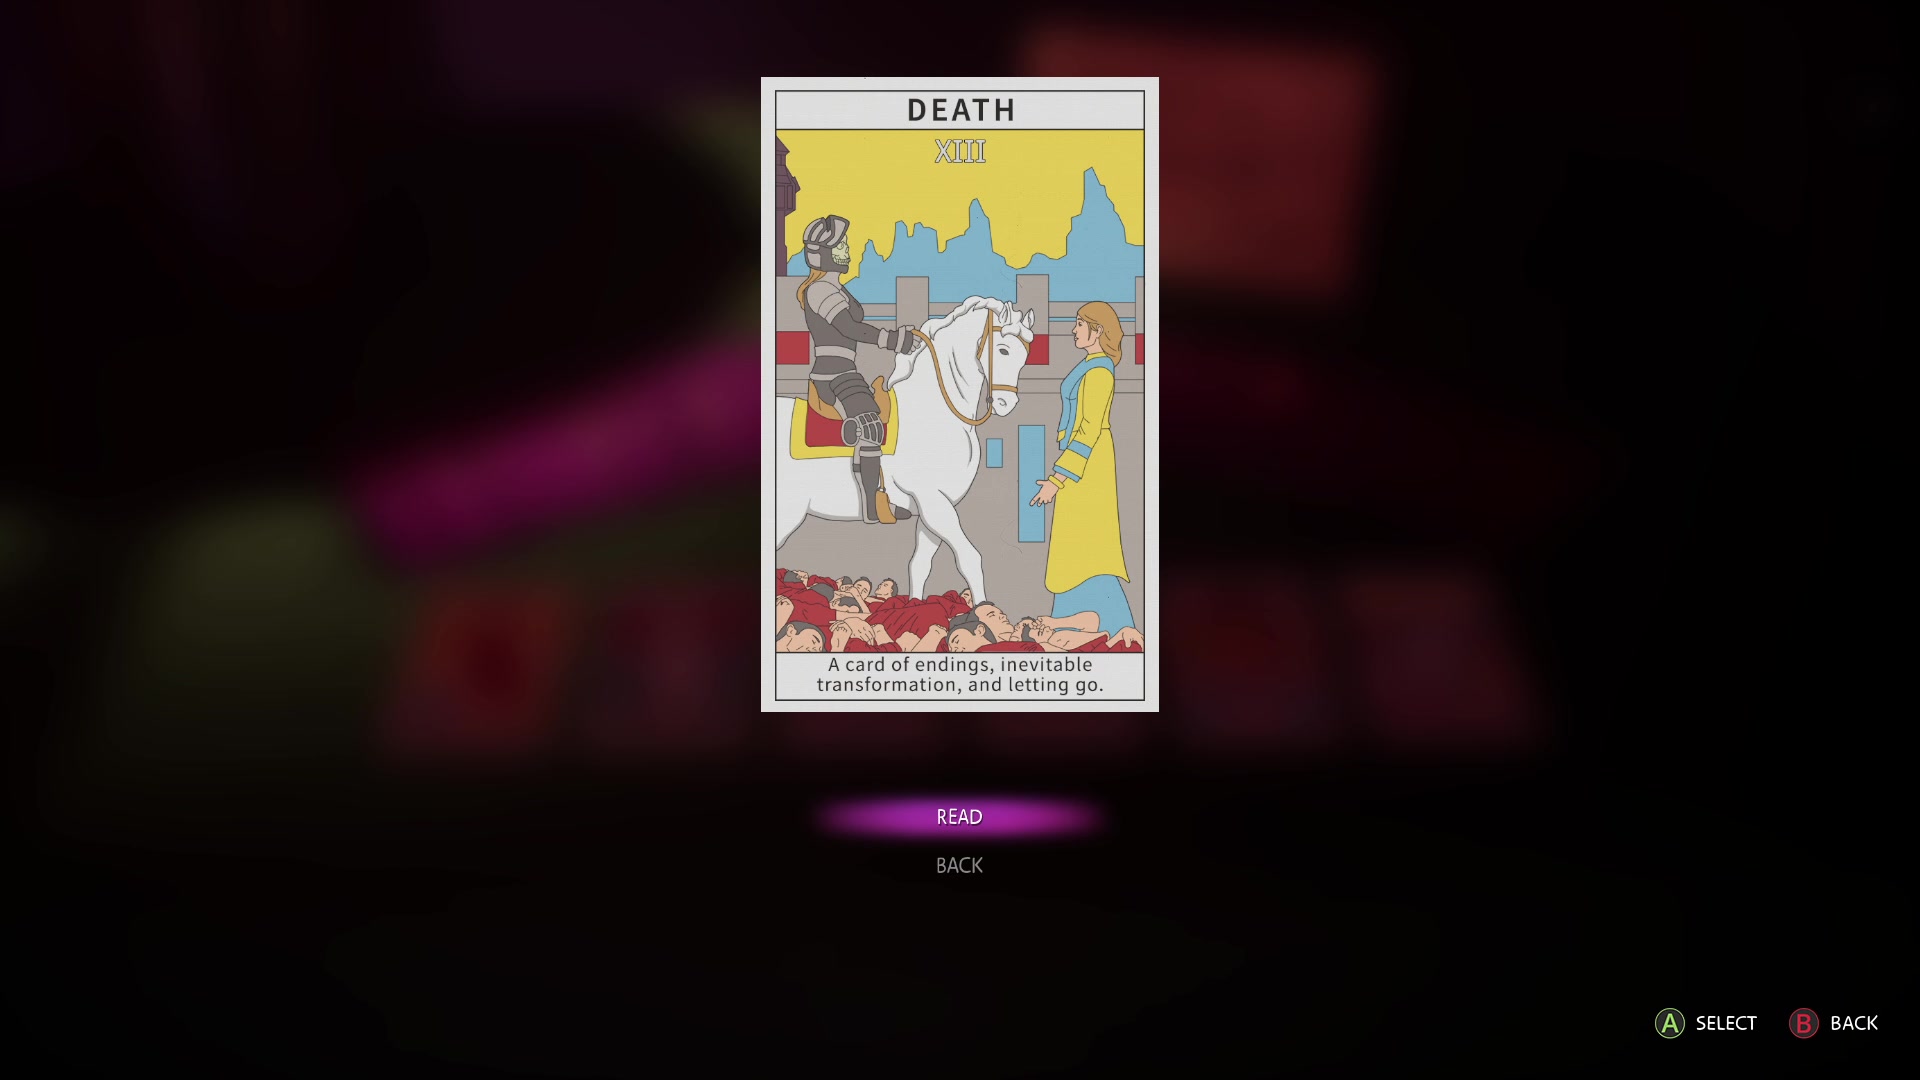 DEATH
XIII
A card of endings, inevitable
transformation, and letting go.
READ
BACK
A SELECT B BACK